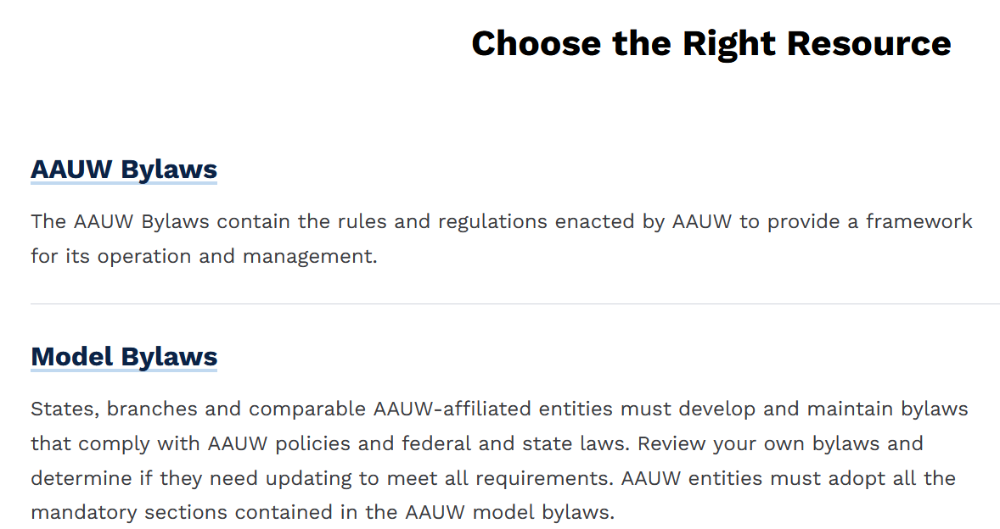 Choose the Right Resource
AAUW Bylaws
The AAUW Bylaws contain the rules and regulations enacted by AAUW to provide a framework
for its operation and management.
Model Bylaws
States, branches and comparable AAUW-affiliated entities must develop and maintain bylaws
that comply with AAUW policies and federal and state laws. Review your own bylaws and
determine if they need updating to meet all requirements. AAUW entities must adopt all the
mandatory sections contained in the AAUW model bylaws.